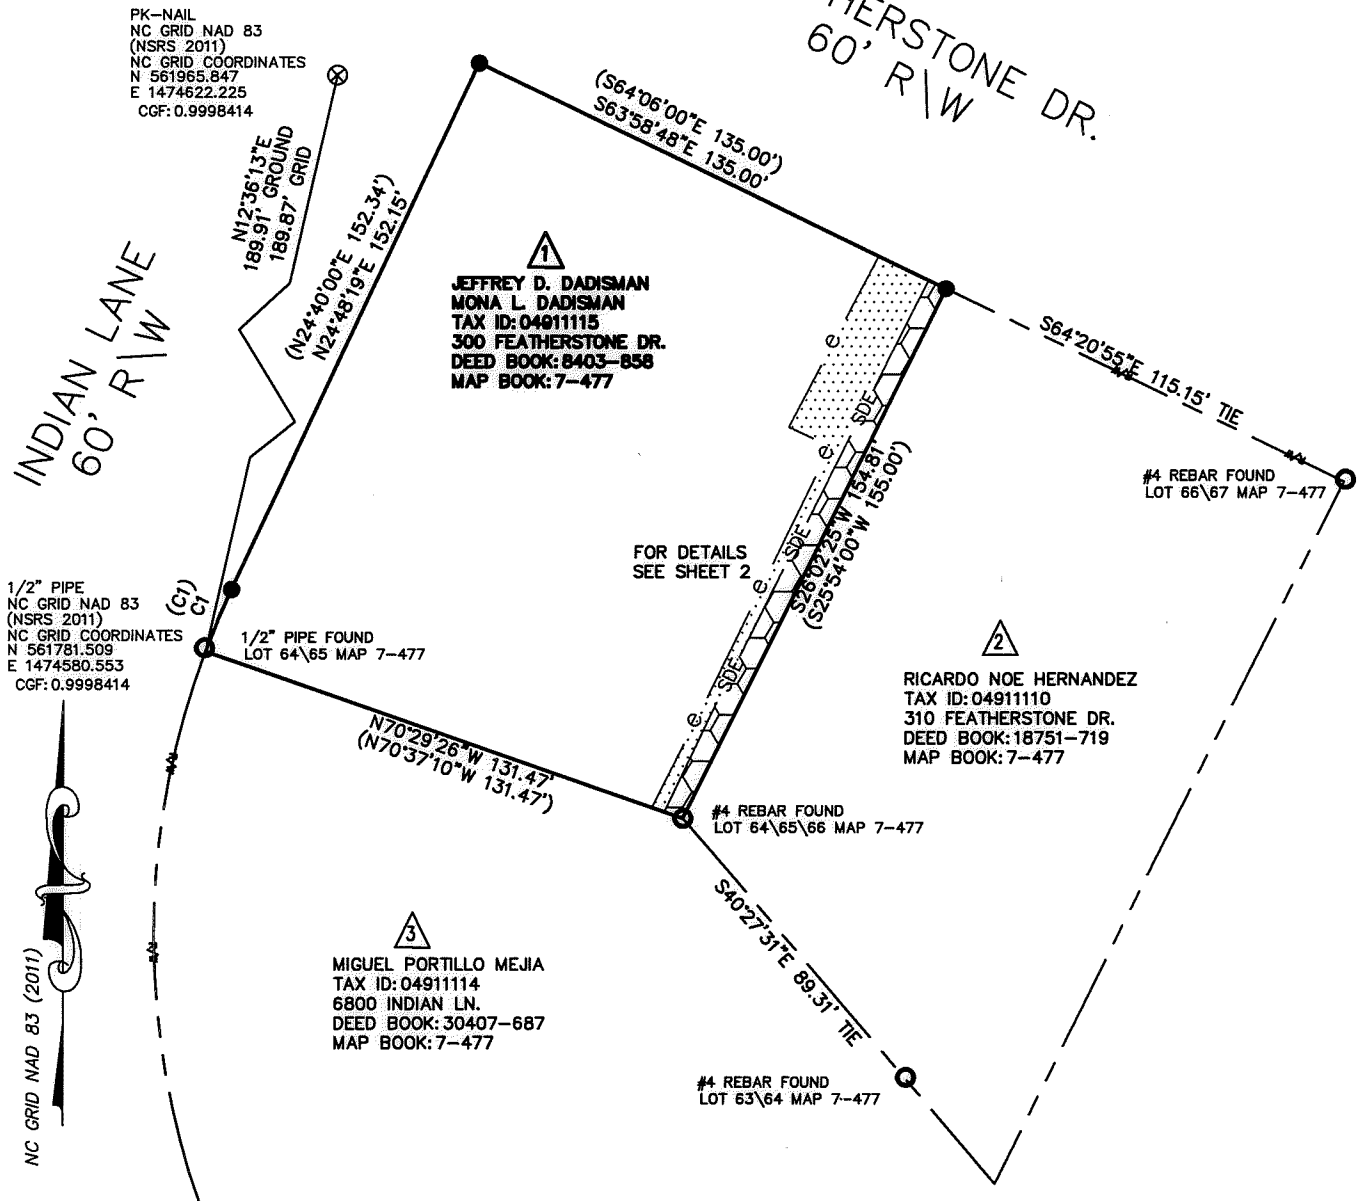 PK-NAIL
NC GRID NAD 83
(NSRS 2011)
NC GRID COORDINATES
N 561965.847
E 1474622.225
CGF: 0.9998414
HERSTONE DR.
60' R\W
(S64°06'00"E 135.00')
S63°58'48"E 135.00'
N12°36'13"E
189.91' GROUND
189.87' GRID
(N24°40'00"E 152.34')
N24°48'19"E 152.15'
INDIAN LANE
60' R\W
1
JEFFREY D. DADISMAN
MONA L. DADISMAN
TAX ID: 04911115
300 FEATHERSTONE DR.
DEED BOOK: 8403-858
MAP BOOK: 7-477
e
e
e
e
SDE
SDE
SDE
S64°20'55"E 115.15' TIE
#4 REBAR FOUND
LOT 66\67 MAP 7-477
S26°02'25"W 154.81'
(S25°54'00"W 155.00')
FOR DETAILS
SEE SHEET 2
1/2" PIPE
NC GRID NAD 83
(NSRS 2011)
NC GRID COORDINATES
N 561781.509
E 1474580.553
CGF: 0.9998414
(C1)
C1
1/2" PIPE FOUND
LOT 64\65 MAP 7-477
2
RICARDO NOE HERNANDEZ
TAX ID: 04911110
310 FEATHERSTONE DR.
DEED BOOK: 18751-719
MAP BOOK: 7-477
N70°29'26"W 131.47'
(N70°37'10"W 131.47')
#4 REBAR FOUND
LOT 64\65\66 MAP 7-477
S40°27'31"E 89.31' TIE
3
MIGUEL PORTILLO MEJIA
TAX ID: 04911114
6800 INDIAN LN.
DEED BOOK: 30407-687
MAP BOOK: 7-477
#4 REBAR FOUND
LOT 63\64 MAP 7-477
NC GRID NAD 83 (2011)